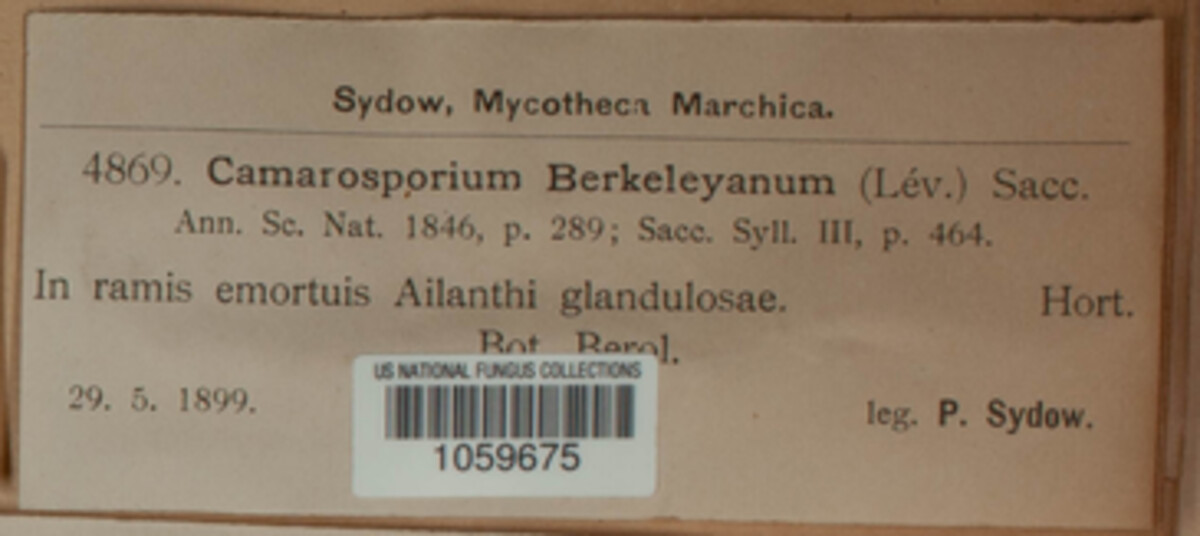 Sydow, Mycotheca Marchica.
4869. Camarosporium Berkeleyanum (Lév.) Sacc.
Ann. Sc. Nat. 1846, p. 289; Sacc. Syll. III, p. 464.
In ramis emortuis Ailanthi glandulosae. Hort.
Bot. Berol.
29. 5. 1899. leg. P. Sydow.
US NATIONAL FUNGUS COLLECTIONS
1059675